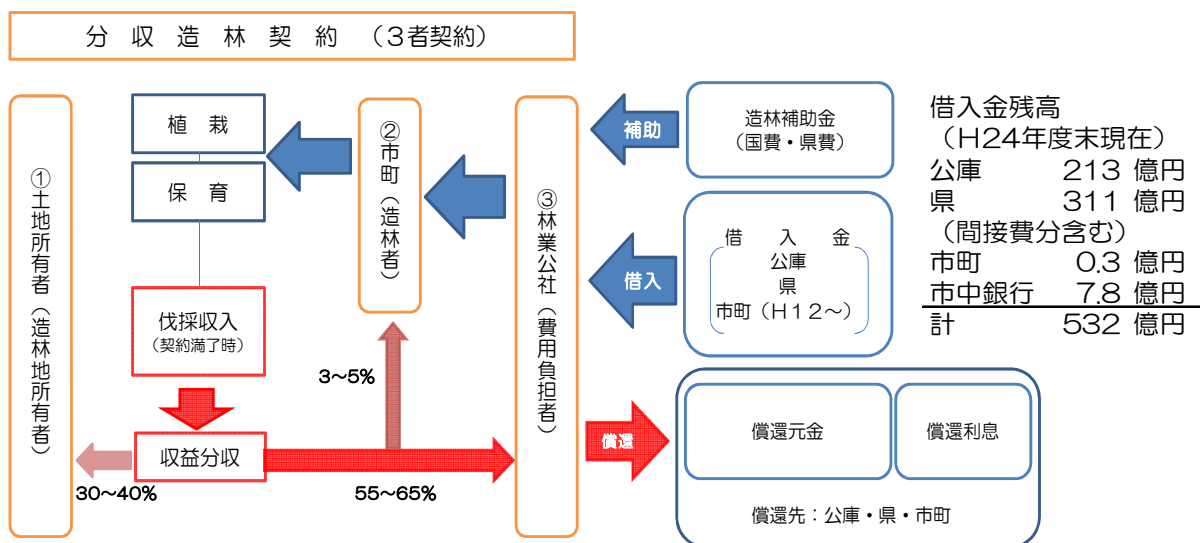 分　収　造　林　契　約　（３者契約）
①土地所有者（造林地所有者）
植　栽
保　育
伐採収入
（契約満了時）
収益分収
30～40%
②市町（造林者）
3～5%
55～65%
③林業公社（費用負担者）
補助
造林補助金
（国費・県費）
借入
借　入　金
公庫
県
市町（Ｈ１２～）
償還
償還元金
償還利息
償還先：公庫・県・市町
借入金残高
（Ｈ２４年度末現在）
公庫　２１３ 億円
県　３１１ 億円
（間接費分含む）
市町　０.３ 億円
市中銀行　７.８ 億円
計　５３２ 億円